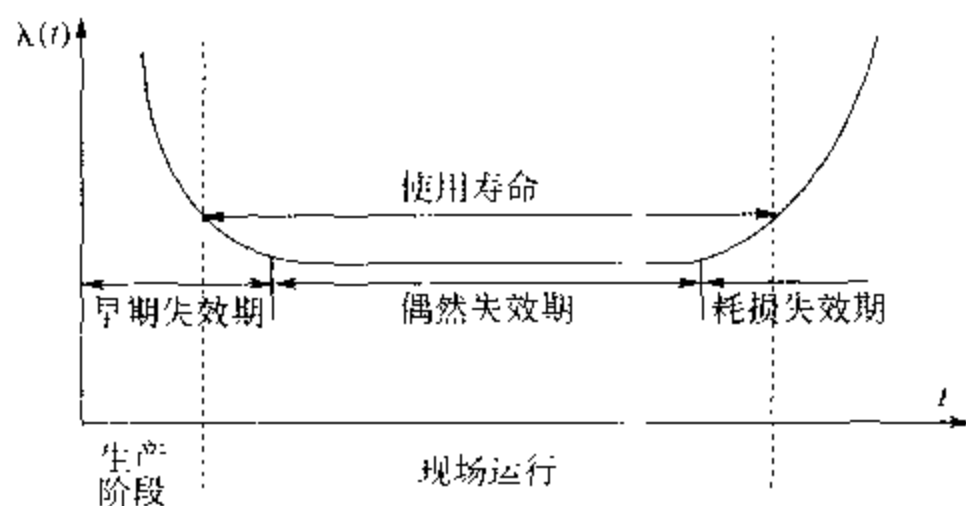 λ(t)
使用寿命
早期失效期
偶然失效期
耗损失效期
t
生产
阶段
现场运行